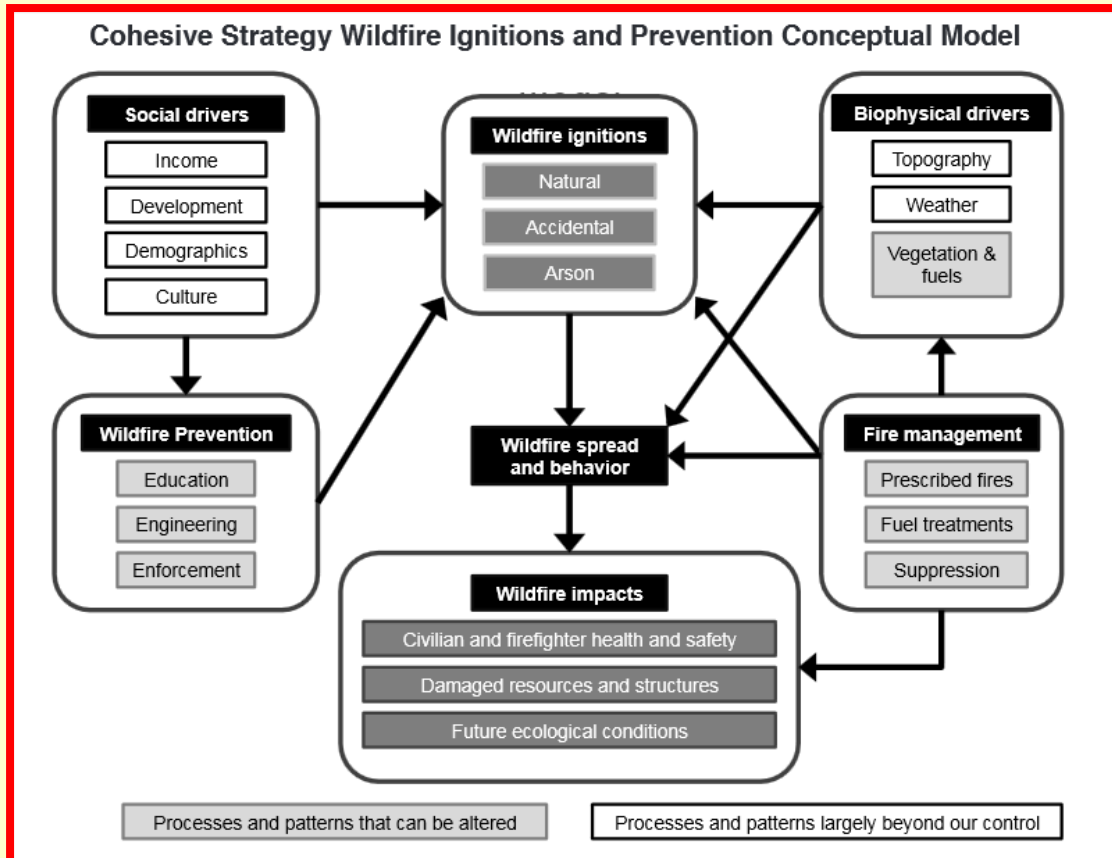 Cohesive Strategy Wildfire Ignitions and Prevention Conceptual Model
Social drivers
Income
Development
Demographics
Culture
Wildfire ignitions
Natural
Accidental
Arson
Biophysical drivers
Topography
Weather
Vegetation &
fuels
Wildfire Prevention
Education
Engineering
Enforcement
Wildfire spread
and behavior
Fire management
Prescribed fires
Fuel treatments
Suppression
Wildfire impacts
Civilian and firefighter health and safety
Damaged resources and structures
Future ecological conditions
Processes and patterns that can be altered
Processes and patterns largely beyond our control